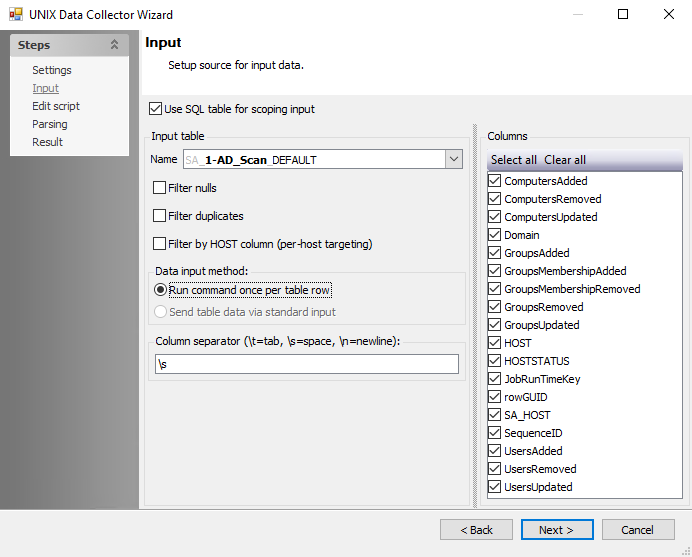 UNIX Data Collector Wizard
Steps
Settings
Input
Edit script
Parsing
Result
Input
Setup source for input data.
Use SQL table for scoping input
Input table
Name SA_1-AD_Scan_DEFAULT
Filter nulls
Filter duplicates
Filter by HOST column (per-host targeting)
Data input method:
Run command once per table row
Send table data via standard input
Column separator (\t=tab, \s=space, \n=newline):
\s
Columns
Select all Clear all
ComputersAdded
ComputersRemoved
ComputersUpdated
Domain
GroupsAdded
GroupsMembershipAdded
GroupsMembershipRemoved
GroupsRemoved
GroupsUpdated
HOST
HOSTSTATUS
JobRunTimeKey
rowGUID
SA_HOST
SequenceID
UsersAdded
UsersRemoved
UsersUpdated
< Back
Next >
Cancel